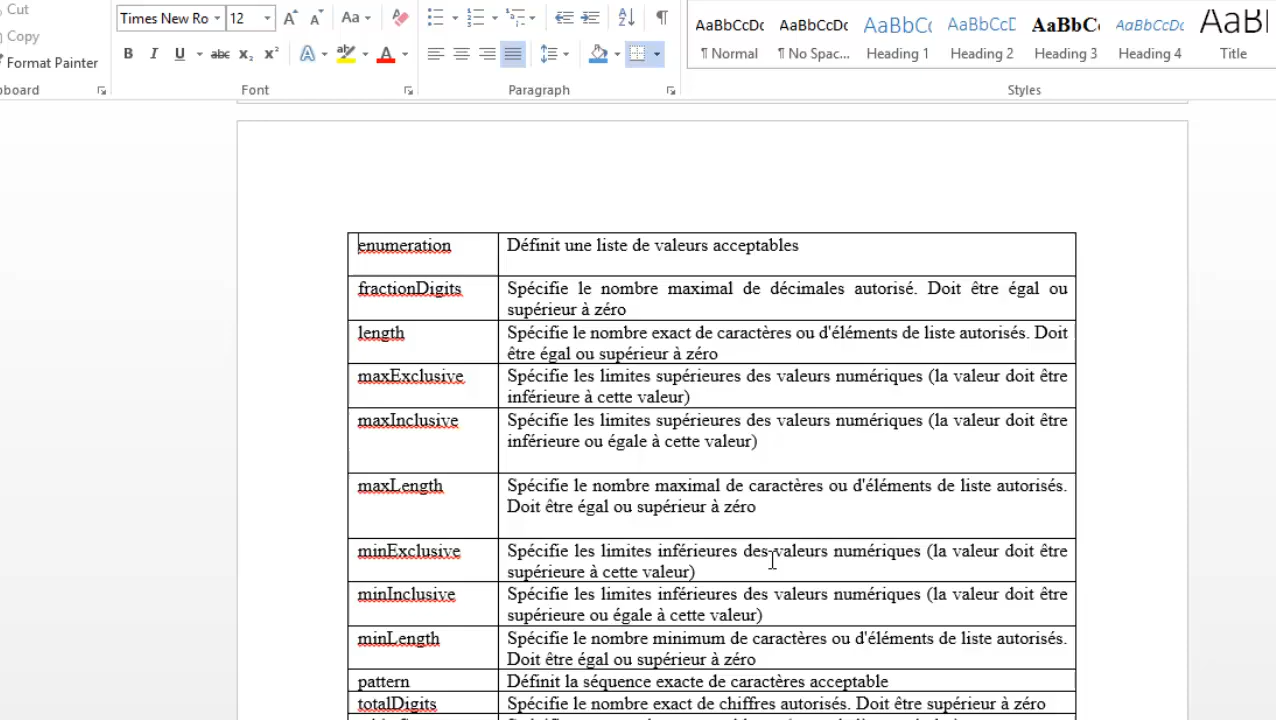 Cut
Copy
Format Painter
board
Times New Ro
12
Aa
B I U abc x₂ x²
A A
Font
Paragraph
AaBbCcDc AaBbCcDc AaBbC( AaBbCcD AaBbC( AaBbCcDc AaBl
¶ Normal ¶ No Spac... Heading 1 Heading 2 Heading 3 Heading 4 Title
Styles
enumeration
Définit une liste de valeurs acceptables
fractionDigits
Spécifie le nombre maximal de décimales autorisé. Doit être égal ou
supérieur à zéro
length
Spécifie le nombre exact de caractères ou d'éléments de liste autorisés. Doit
être égal ou supérieur à zéro
maxExclusive
Spécifie les limites supérieures des valeurs numériques (la valeur doit être
inférieure à cette valeur)
maxInclusive
Spécifie les limites supérieures des valeurs numériques (la valeur doit être
inférieure ou égale à cette valeur)
maxLength
Spécifie le nombre maximal de caractères ou d'éléments de liste autorisés.
Doit être égal ou supérieur à zéro
minExclusive
Spécifie les limites inférieures des valeurs numériques (la valeur doit être
supérieure à cette valeur)
minInclusive
Spécifie les limites inférieures des valeurs numériques (la valeur doit être
supérieure ou égale à cette valeur)
minLength
Spécifie le nombre minimum de caractères ou d'éléments de liste autorisés.
Doit être égal ou supérieur à zéro
pattern
Définit la séquence exacte de caractères acceptable
totalDigits
Spécifie le nombre exact de chiffres autorisés. Doit être supérieur à zéro